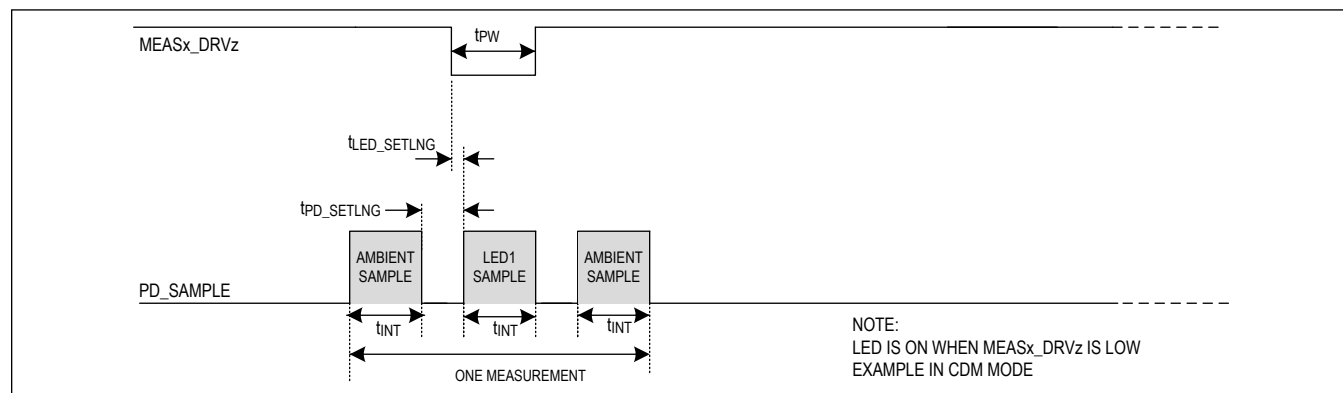 MEASx_DRVz
tPW
tLED_SETLNG
tPD_SETLNG
AMBIENT
SAMPLE
LED1
SAMPLE
AMBIENT
SAMPLE
PD_SAMPLE
tINT
tINT
tINT
ONE MEASUREMENT
NOTE:
LED IS ON WHEN MEASx_DRVz IS LOW
EXAMPLE IN CDM MODE